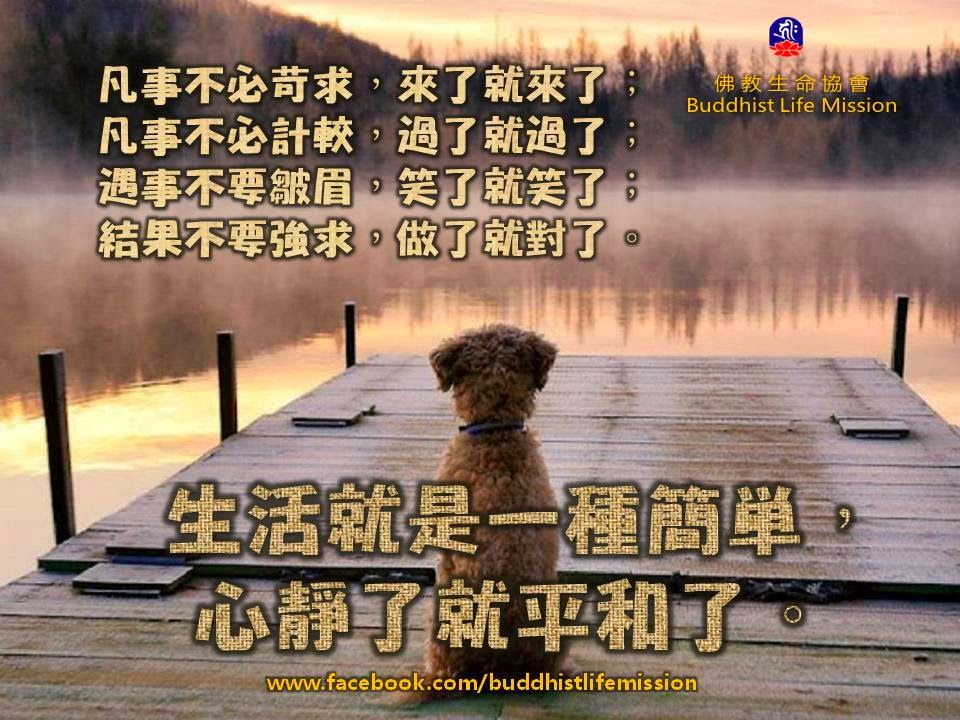 凡事不必苛求，來了就來了；
凡事不必計較，過了就過了；
遇事不要皺眉，笑了就笑了；
結果不要強求，做了就對了。
佛教生命協會
Buddhist Life Mission
生活就是一種簡単，
心靜了就平和了。
www.facebook.com/buddhistlifemission